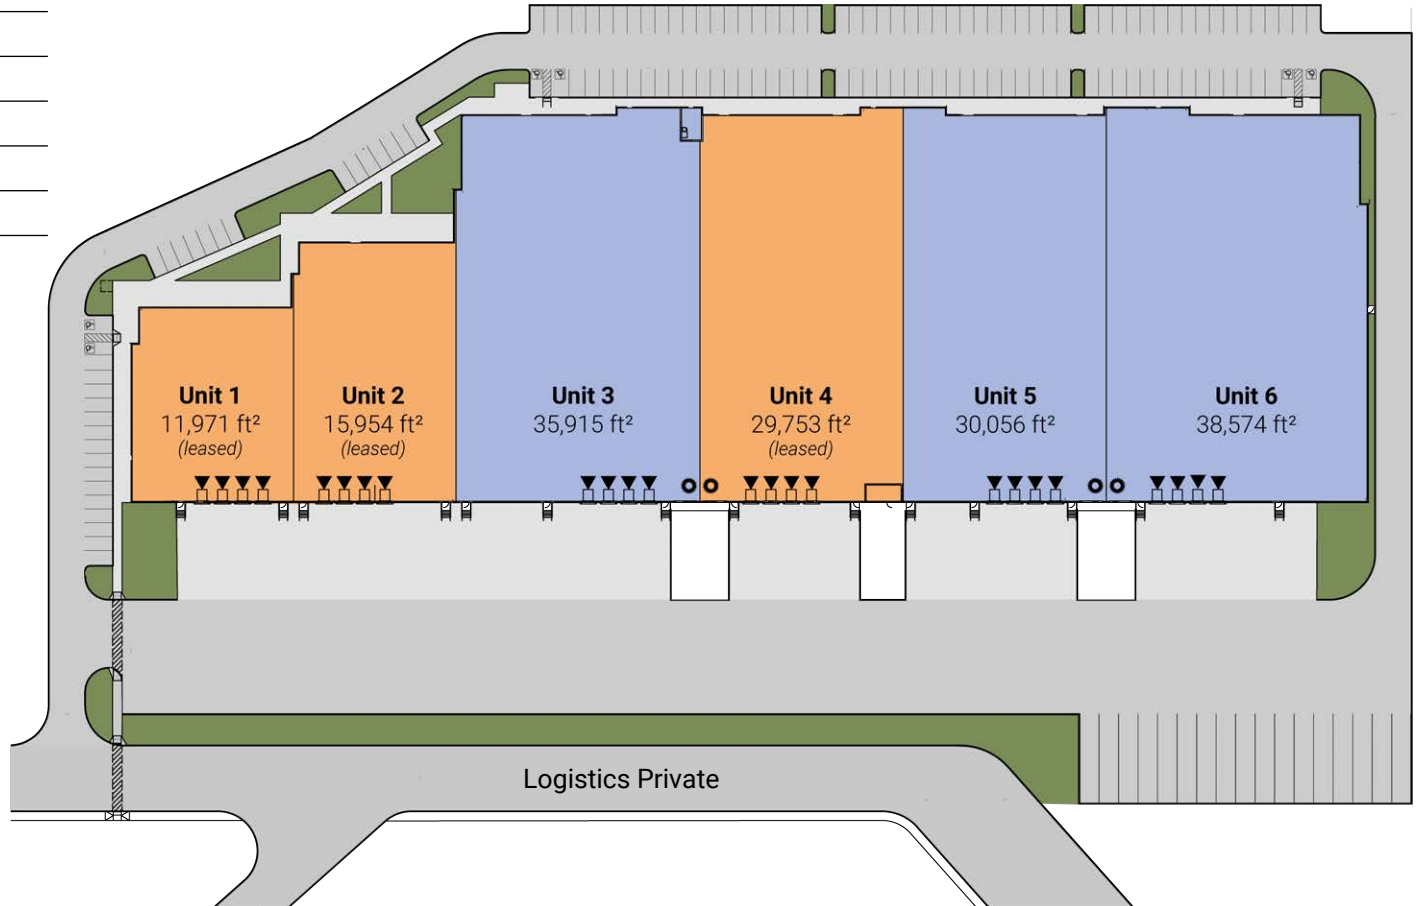 Unit 1
11,971 ft²
(leased)
Unit 2
15,954 ft²
(leased)
Unit 3
35,915 ft²
Unit 4
29,753 ft²
(leased)
Unit 5
30,056 ft²
Unit 6
38,574 ft²
Logistics Private